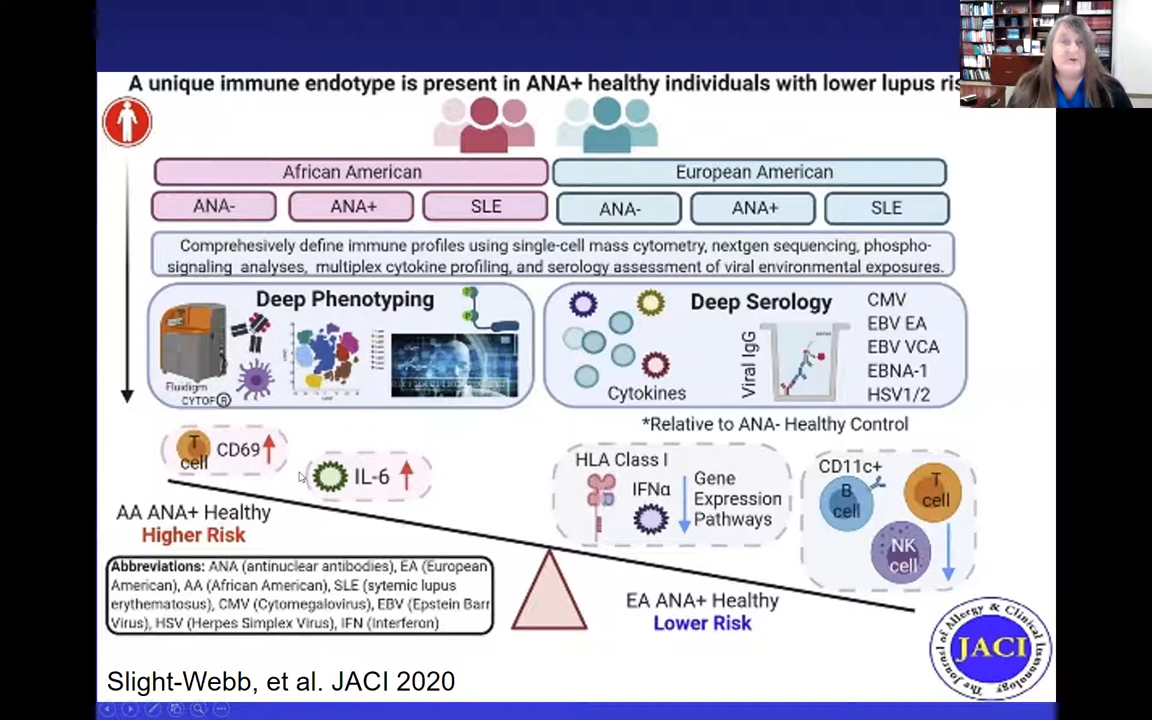 A unique immune endotype is present in ANA+ healthy individuals with lower lupus ris
African American
European American
ANA-
ANA+
SLE
ANA-
ANA+
SLE
Comprehesively define immune profiles using single-cell mass cytometry, nextgen sequencing, phospho-
signaling analyses, multiplex cytokine profiling, and serology assessment of viral environmental exposures.
Deep Phenotyping
Fluidigm
CYTOF®
P
P
Deep Serology
Cytokines
Viral IgG
CMV
EBV EA
EBV VCA
EBNA-1
HSV1/2
*Relative to ANA- Healthy Control
T
cell
CD69
IL-6
HLA Class I
IFNα
Gene
Expression
Pathways
CD11c+
B
cell
T
cell
NK
cell
AA ANA+ Healthy
Higher Risk
EA ANA+ Healthy
Lower Risk
Abbreviations: ANA (antinuclear antibodies), EA (European
American), AA (African American), SLE (sytemic lupus
erythematosus), CMV (Cytomegalovirus), EBV (Epstein Barr
Virus), HSV (Herpes Simplex Virus), IFN (Interferon)
The Journal of Allergy & Clinical Immunology
JACI
Slight-Webb, et al. JACI 2020